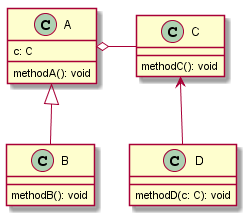 C A
c: C
methodA(): void
C C
methodC(): void
C B
methodB(): void
C D
methodD(c: C): void